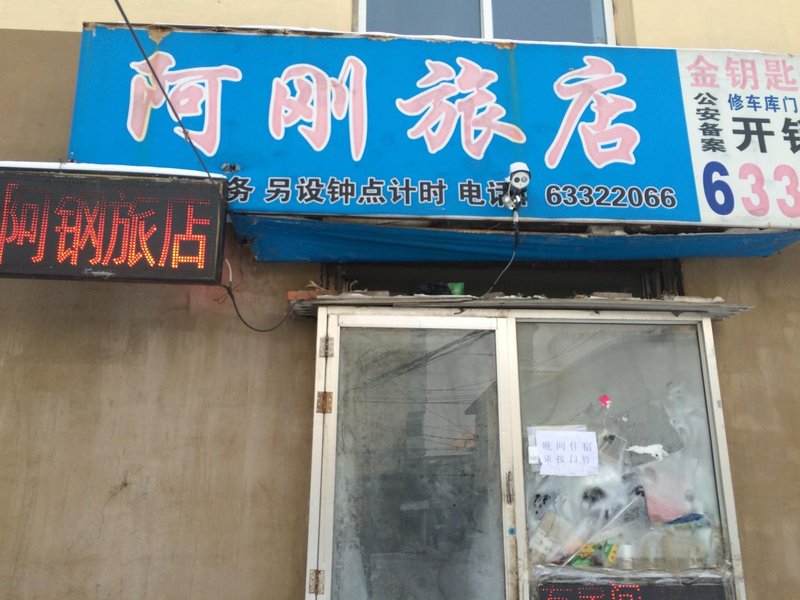 阿刚旅店
务 另设钟点计时 电话: 63322066
金钥匙
公安备案
修车库门
开锁
633
阿钢旅店
晚间住宿
请按门铃